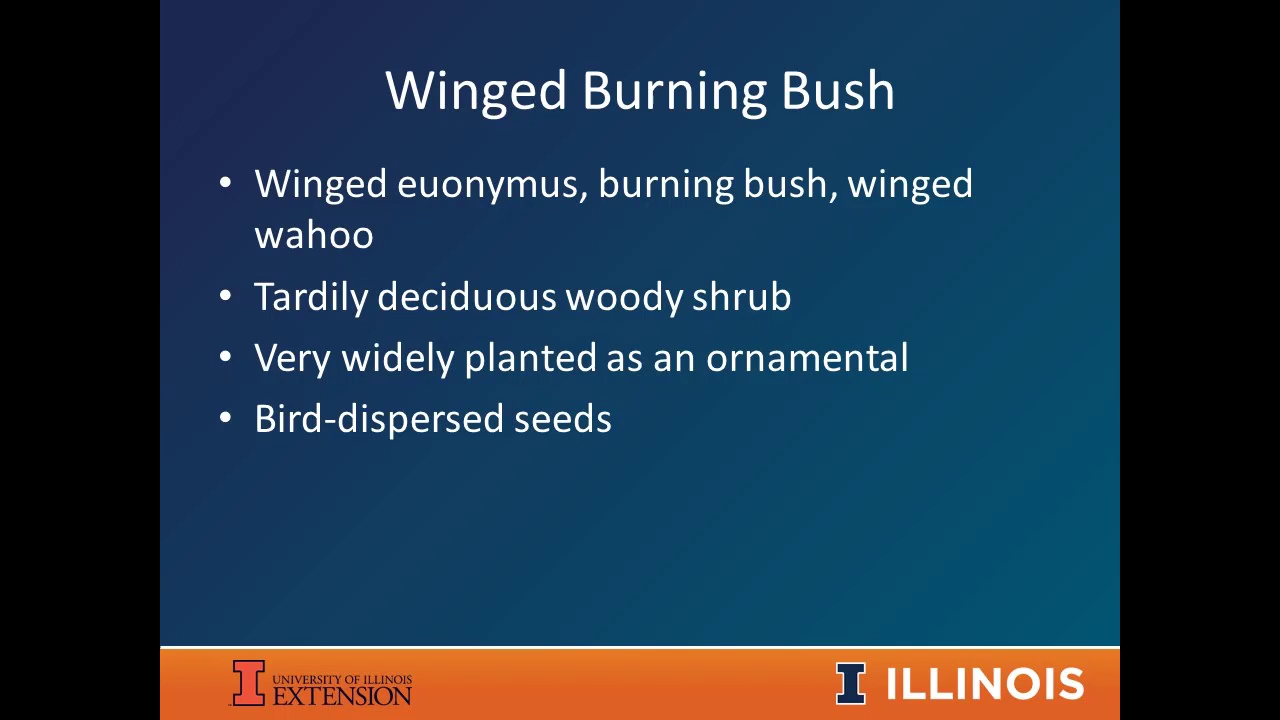 Winged Burning Bush
• Winged euonymus, burning bush, winged
wahoo
• Tardily deciduous woody shrub
• Very widely planted as an ornamental
• Bird-dispersed seeds
I UNIVERSITY OF ILLINOIS
EXTENSION
I ILLINOIS